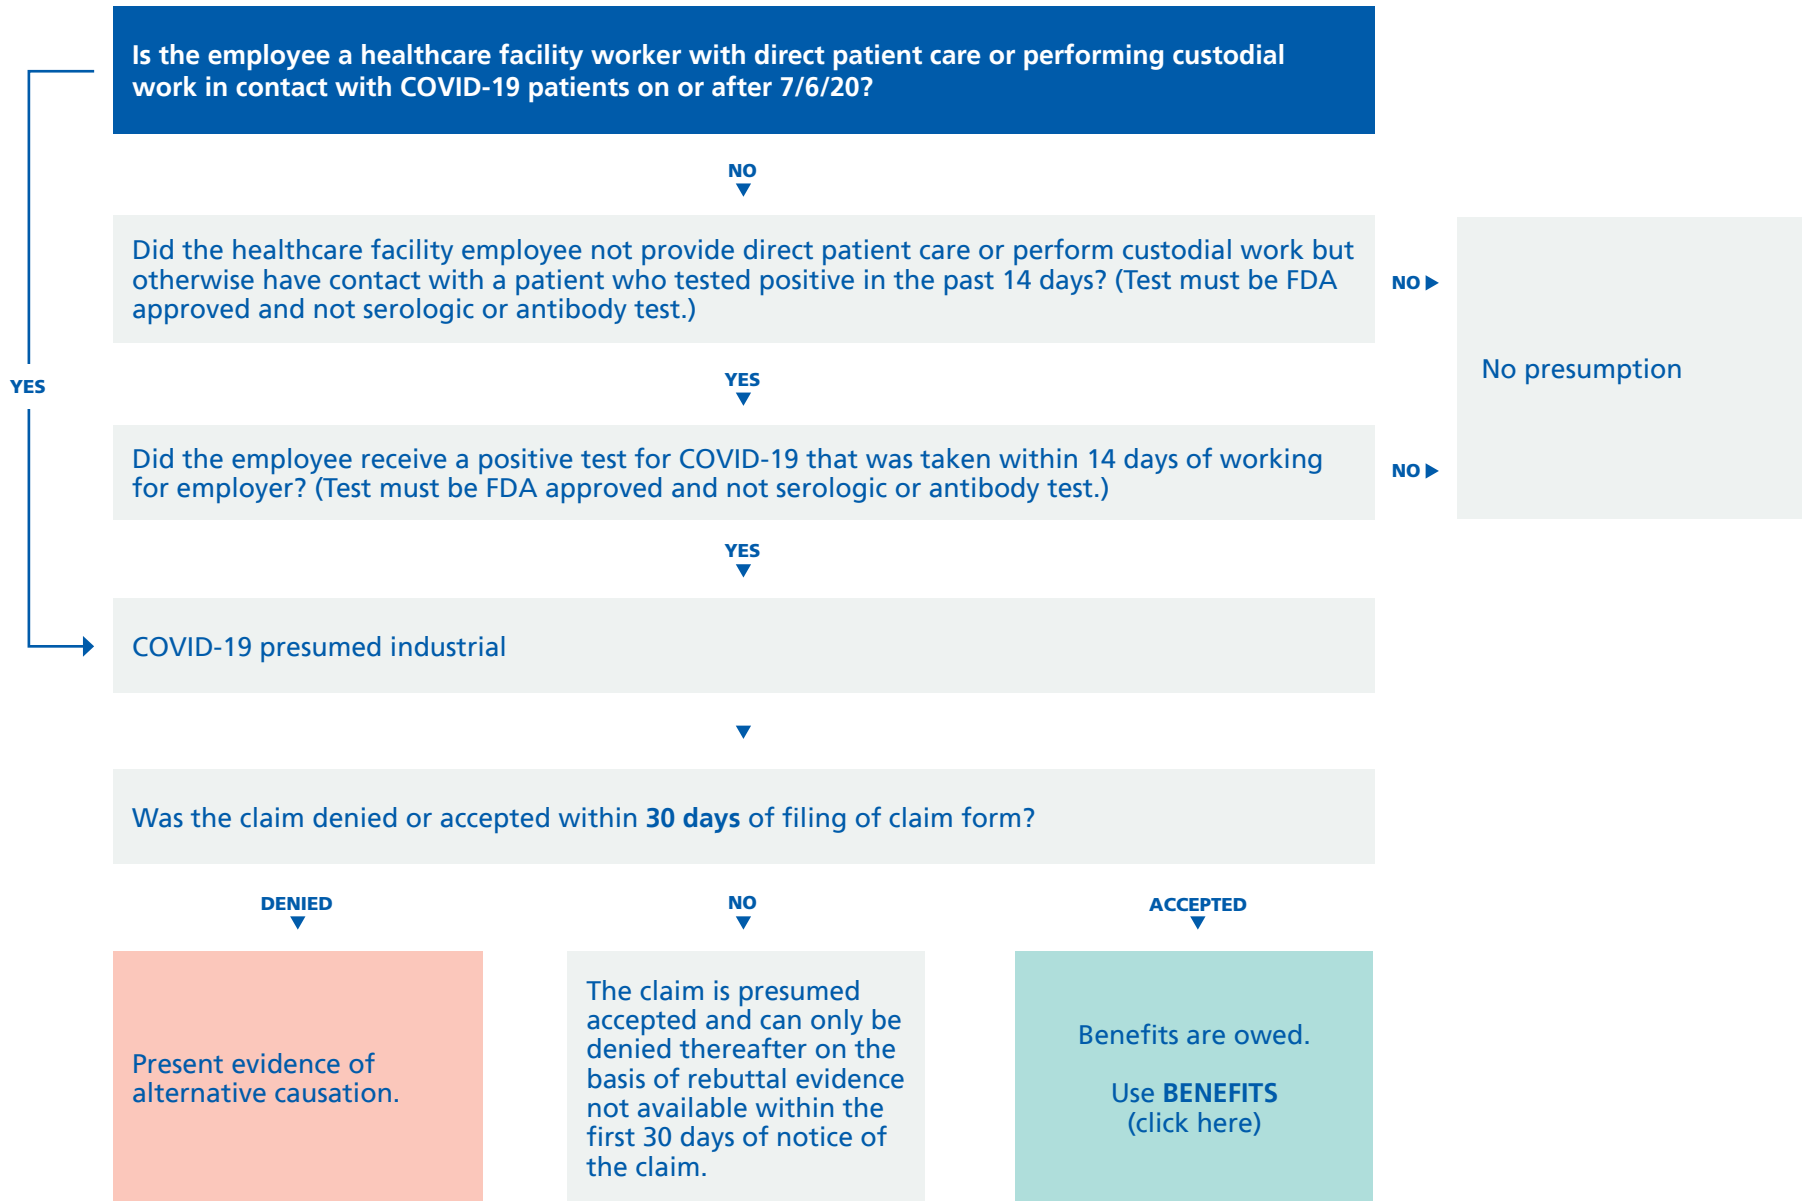 Is the employee a healthcare facility worker with direct patient care or performing custodial
work in contact with COVID-19 patients on or after 7/6/20?
NO
Did the healthcare facility employee not provide direct patient care or perform custodial work but
otherwise have contact with a patient who tested positive in the past 14 days? (Test must be FDA
approved and not serologic or antibody test.)
NO
No presumption
YES
YES
Did the employee receive a positive test for COVID-19 that was taken within 14 days of working
for employer? (Test must be FDA approved and not serologic or antibody test.)
NO
YES
COVID-19 presumed industrial
Was the claim denied or accepted within 30 days of filing of claim form?
DENIED
NO
ACCEPTED
Present evidence of
alternative causation.
The claim is presumed
accepted and can only be
denied thereafter on the
basis of rebuttal evidence
not available within the
first 30 days of notice of
the claim.
Benefits are owed.
Use BENEFITS
(click here)